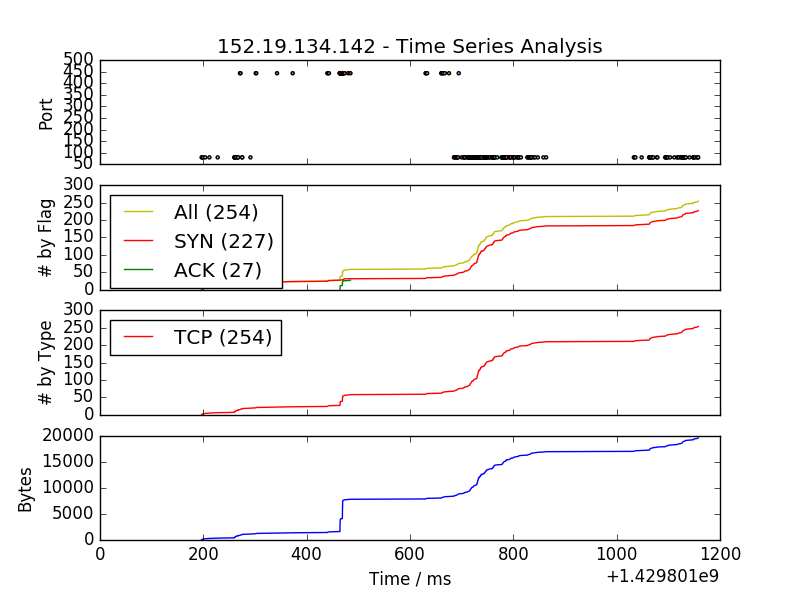 152.19.134.142 - Time Series Analysis
500
450
400
350
300
250
200
150
100
50
Port
300
250
200
150
100
50
0
# by Flag
All (254)
SYN (227)
ACK (27)
300
250
200
150
100
50
0
# by Type
TCP (254)
20000
15000
10000
5000
0
Bytes
0 200 400 600 800 1000 1200
Time / ms
+1.429801e9